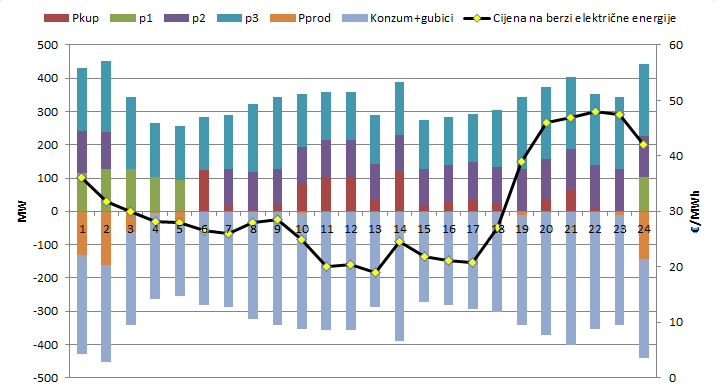 Pkup p1 p2 p3 Pprod Konzum+gubici Cijena na berzi električne energije
500 60
400 50
300
200 40
100
0 30
1 2 3 4 5 6 7 8 9 10 11 12 13 14 15 16 17 18 19 20 21 22 23 24
-100
-200 20
-300 10
-400
-500 0
MW
€/MWh